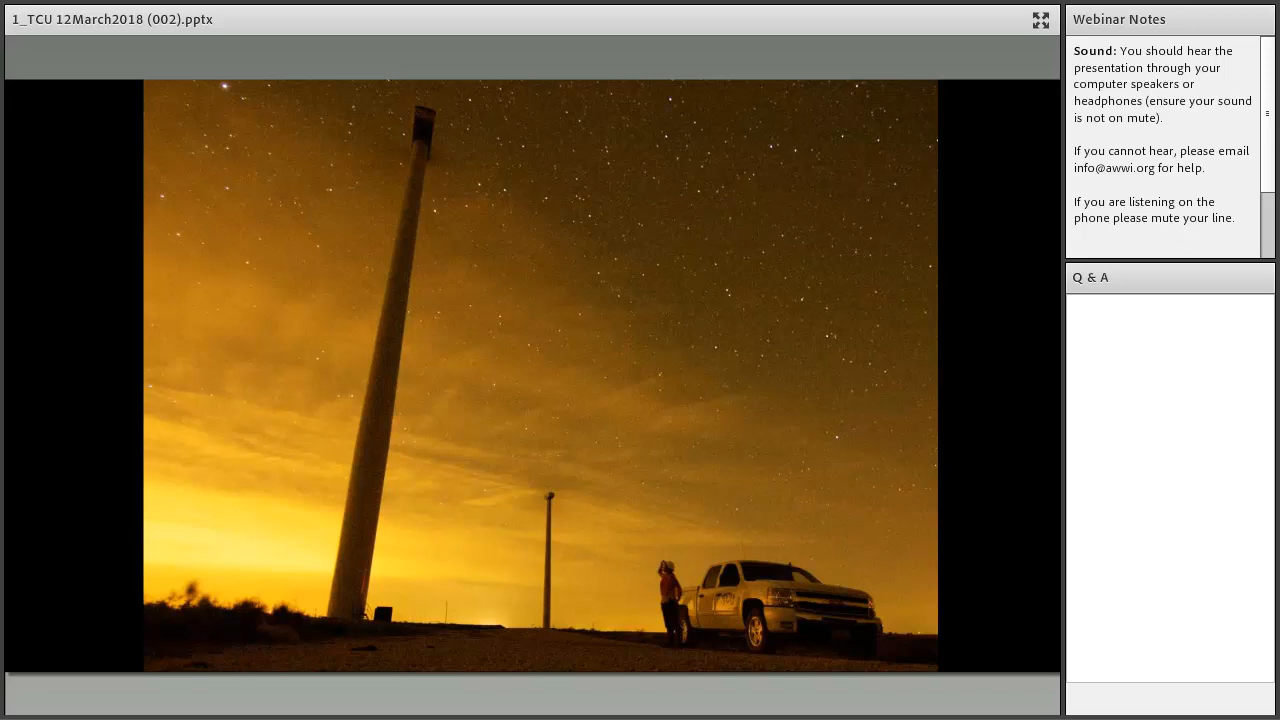 1_TCU 12March2018 (002).pptx
Webinar Notes
Sound: You should hear the
presentation through your
computer speakers or
headphones (ensure your sound
is not on mute).
If you cannot hear, please email
info@awwi.org for help.
If you are listening on the
phone please mute your line.
Q & A
TCU